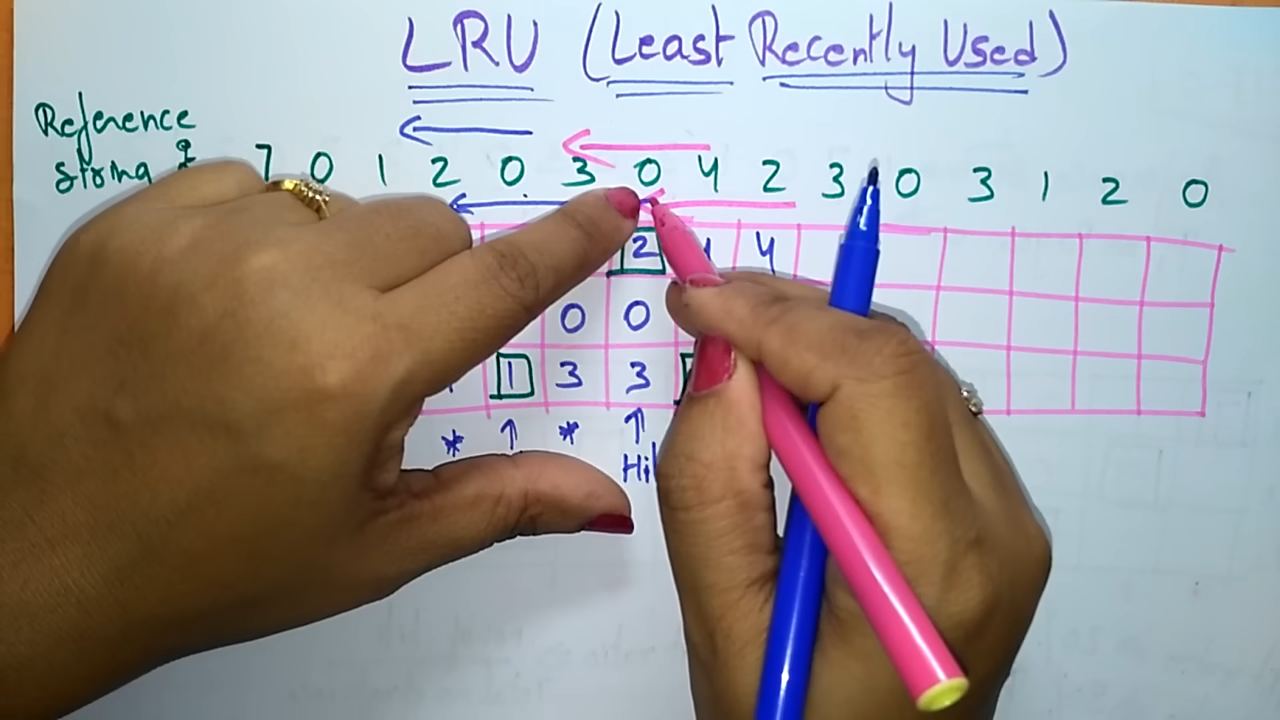 LRU (Least Recently Used)
Reference
String : 7 0 1 2 0 3 0 4 2 3 0 3 1 2 0
2 4
0 0
1 3 3
* ↑ * ↑
Hi